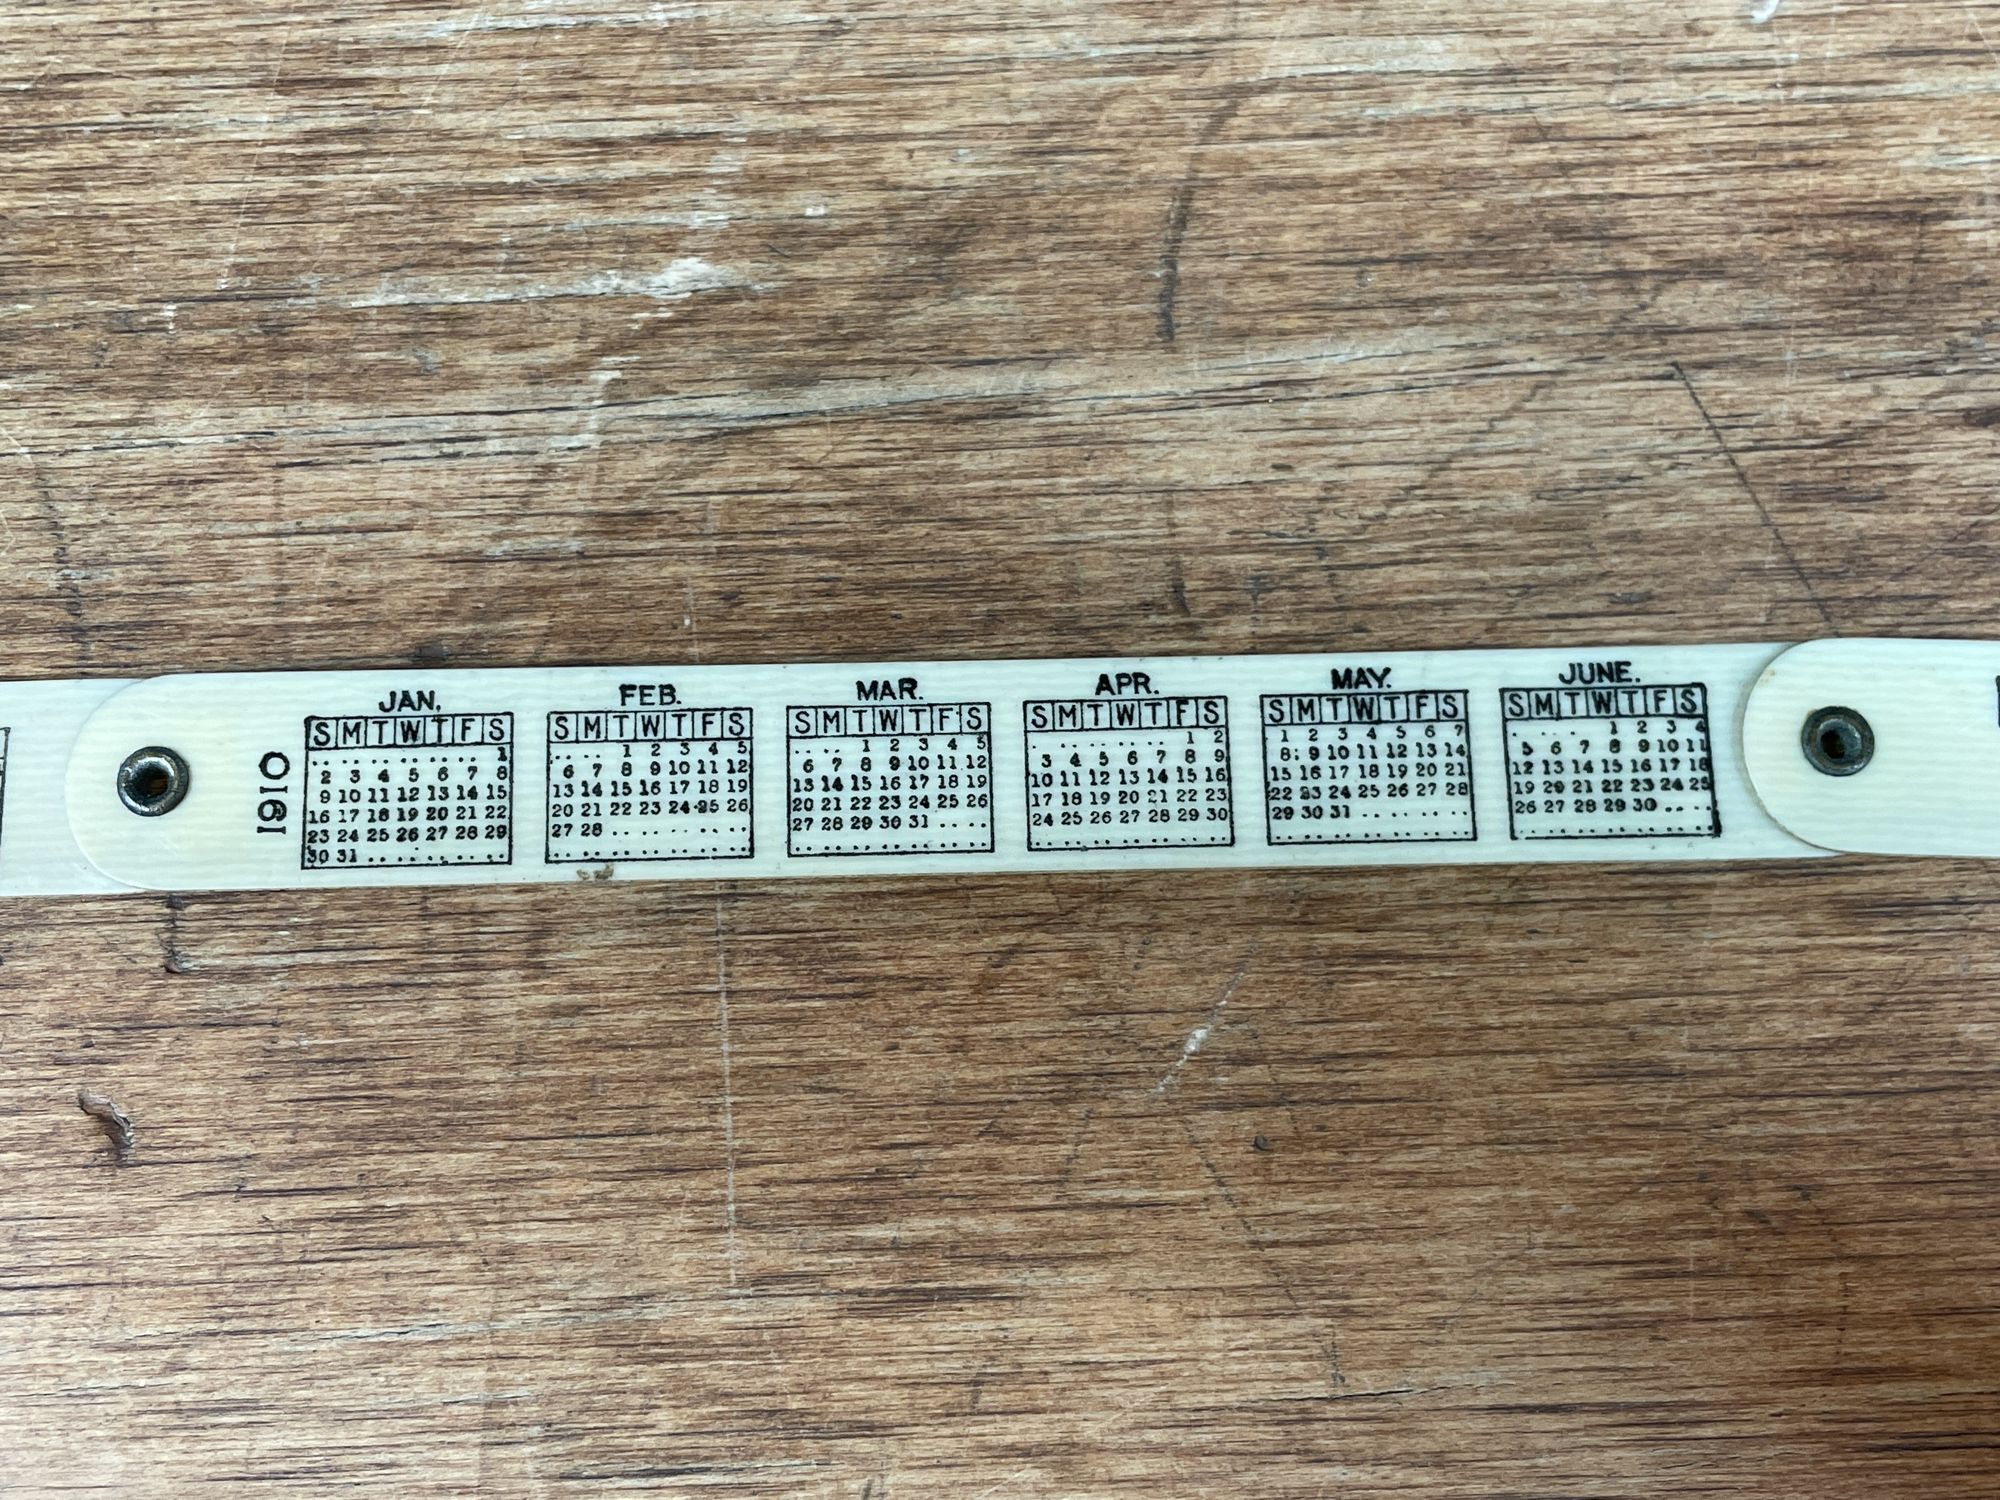 1910
JAN.
S M T W T F S
. . . . . . . . . . . 1
2 3 4 5 6 7 8
9 10 11 12 13 14 15
16 17 18 19 20 21 22
23 24 25 26 27 28 29
30 31 . . . . . . . . . .
FEB.
S M T W T F S
. . . . 1 2 3 4 5
6 7 8 9 10 11 12
13 14 15 16 17 18 19
20 21 22 23 24 25 26
27 28 . . . . . . . . . .
. . . . . . . . . . . . . .
MAR.
S M T W T F S
. . . . 1 2 3 4 5
6 7 8 9 10 11 12
13 14 15 16 17 18 19
20 21 22 23 24 25 26
27 28 29 30 31 . . . .
. . . . . . . . . . . . . .
APR.
S M T W T F S
. . . . . . . . . . 1 2
3 4 5 6 7 8 9
10 11 12 13 14 15 16
17 18 19 20 21 22 23
24 25 26 27 28 29 30
. . . . . . . . . . . . . .
MAY.
S M T W T F S
1 2 3 4 5 6 7
8 9 10 11 12 13 14
15 16 17 18 19 20 21
22 23 24 25 26 27 28
29 30 31 . . . . . . . .
. . . . . . . . . . . . . .
JUNE.
S M T W T F S
. . . . . . 1 2 3 4
5 6 7 8 9 10 11
12 13 14 15 16 17 18
19 20 21 22 23 24 25
26 27 28 29 30 . . . .
. . . . . . . . . . . . . .